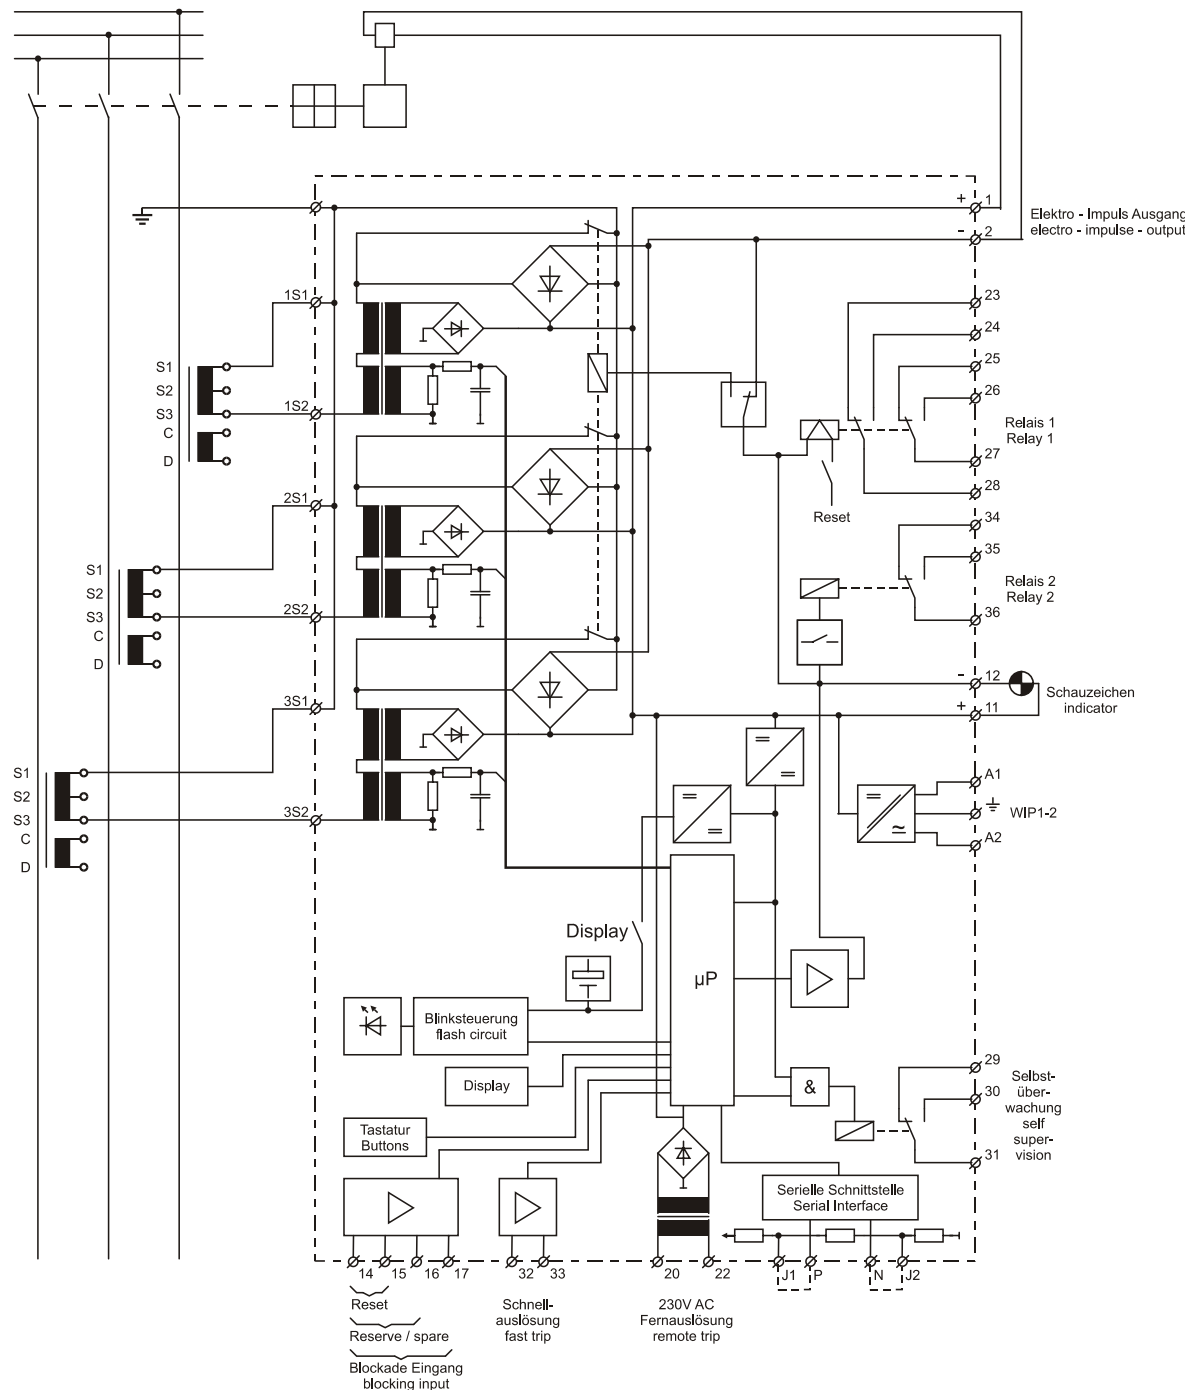 +
1
Elektro - Impuls Ausgang
electro - impulse - output
-
2
1S1
23
24
25
26
Relais 1
Relay 1
27
28
S1
S2
S3
C
D
1S2
Reset
2S1
34
35
Relais 2
Relay 2
36
S1
S2
S3
C
D
2S2
-
12
Schauzeichen
indicator
+
11
3S1
S1
S2
S3
C
D
3S2
=
=
=
=
=
≂
A1
WIP1-2
A2
Display
µP
Blinksteuerung
flash circuit
Display
&
29
30
31
Selbst-
über-
wachung
self
super-
vision
Tastatur
Buttons
Serielle Schnittstelle
Serial Interface
14
15
16
17
32
33
20
22
J1
P
N
J2
Reset
Reserve / spare
Blockade Eingang
blocking input
Schnell-
auslösung
fast trip
230V AC
Fernauslösung
remote trip